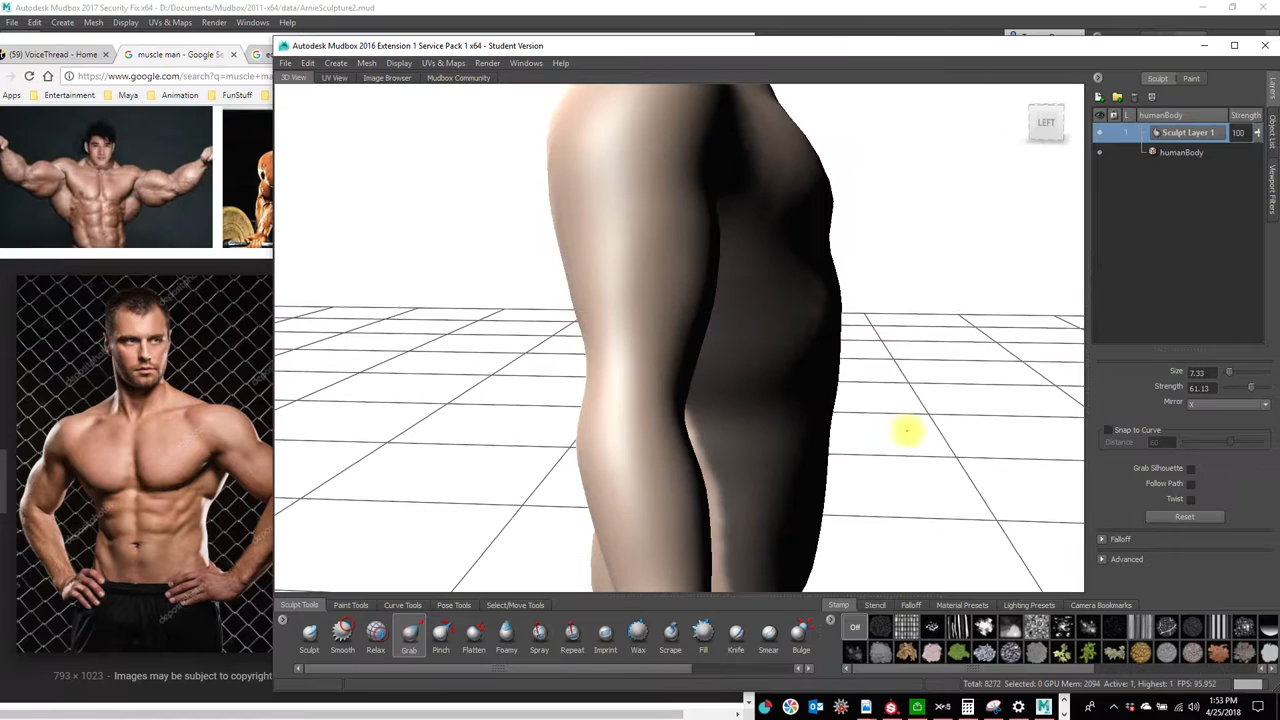 Autodesk Mudbox 2017 Security Fix x64 - D:/Documents/Mudbox/2011-x64/data/ArnieSculpture2.mud
File Edit Create Mesh Display UVs & Maps Render Windows Help
(59) VoiceThread - Home
muscle man - Google Se
https://www.google.com/search?q=muscle+ma
Apps Entertainment Maya Animation FunStuff
793 × 1023 - Images may be subject to copyright
Autodesk Mudbox 2016 Extension 1 Service Pack 1 x64 - Student Version
File Edit Create Mesh Display UVs & Maps Render Windows Help
3D View UV View Image Browser Mudbox Community
LEFT
Sculpt Paint
L humanBody Strength
1 Sculpt Layer 1 100
humanBody
Layers
Object List
Viewport Filters
Size 7.33
Strength 61.13
Mirror X
Snap to Curve
Distance 60
Grab Silhouette
Follow Path
Twist
Reset
Falloff
Advanced
Sculpt Tools Paint Tools Curve Tools Pose Tools Select/Move Tools
Sculpt Smooth Relax Grab Pinch Flatten Foamy Spray Repeat Imprint Wax Scrape Fill Knife Smear Bulge
Stamp Stencil Falloff Material Presets Lighting Presets Camera Bookmarks
Off
Total: 8272 Selected: 0 GPU Mem: 2094 Active: 1, Highest: 1 FPS: 95.952
1:53 PM
4/25/2018